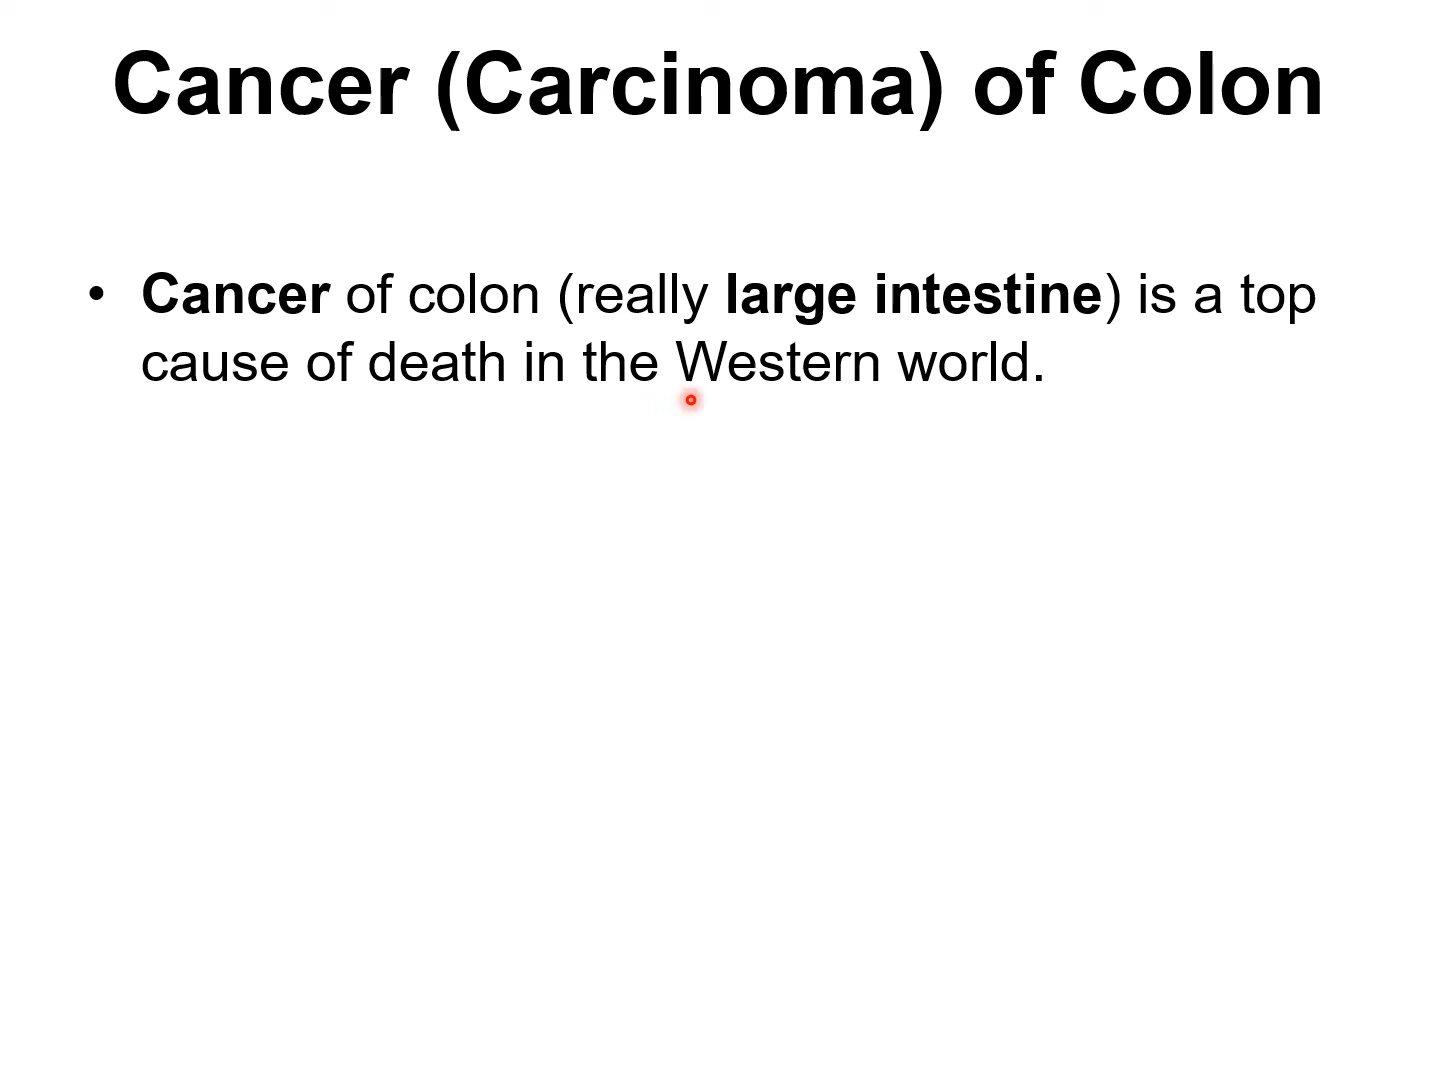 Cancer (Carcinoma) of Colon
• Cancer of colon (really large intestine) is a top
cause of death in the Western world.